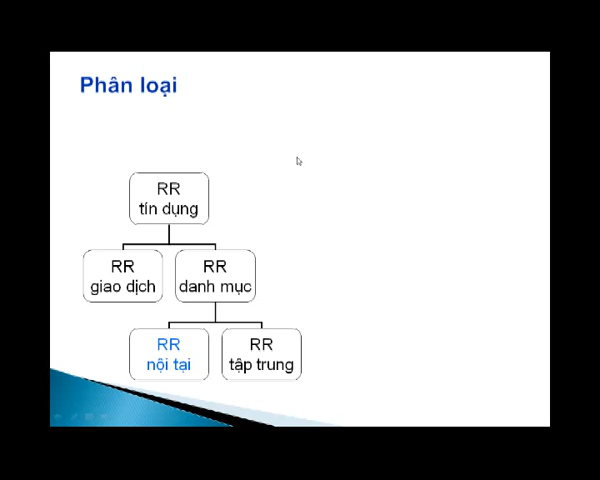 Phân loại
RR
tín dụng
RR
giao dịch
RR
danh mục
RR
nội tại
RR
tập trung